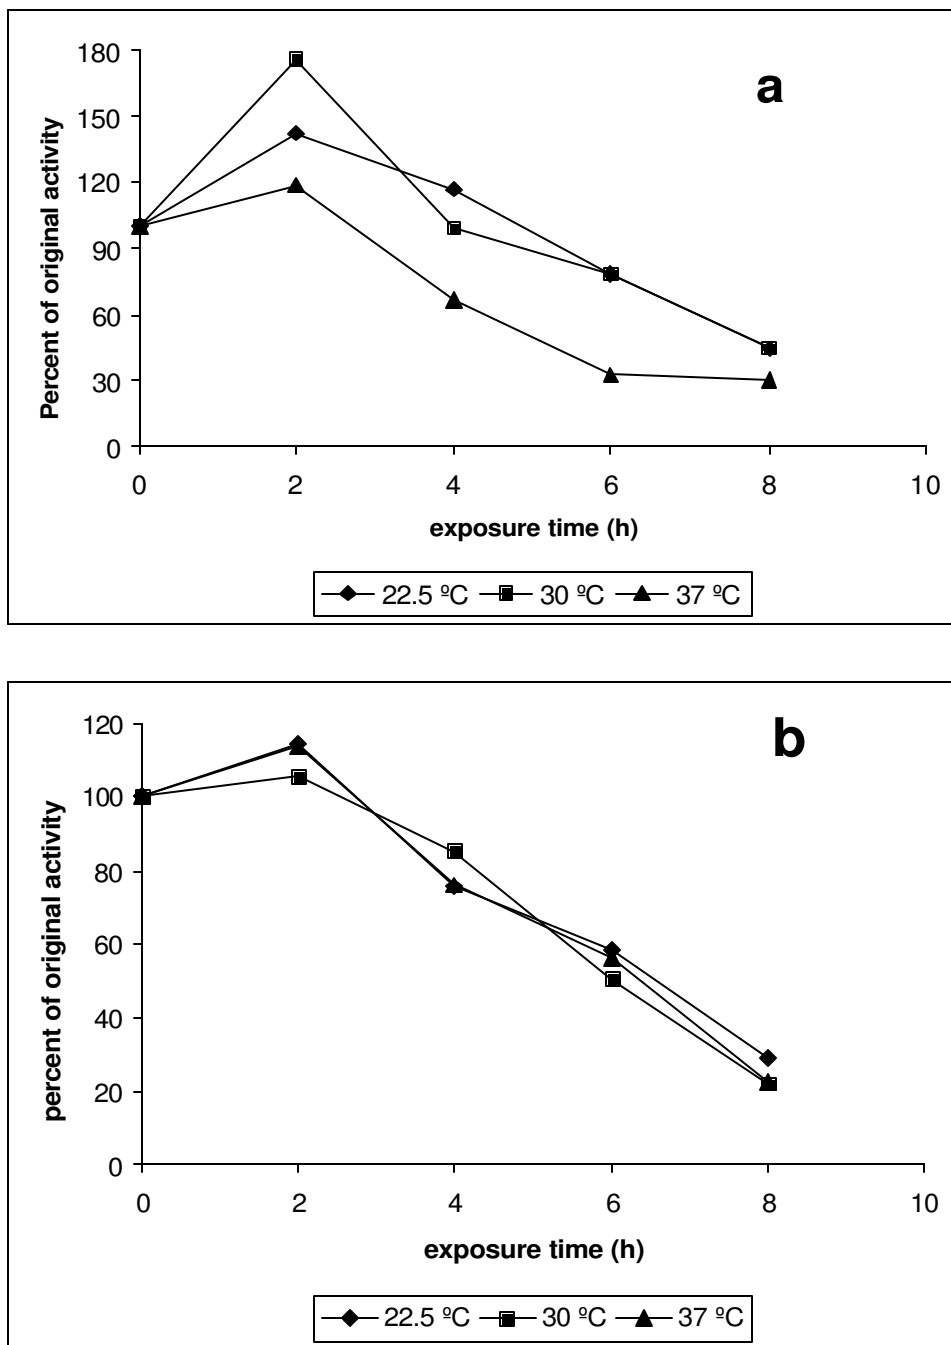 a
180
150
120
90
60
30
0
Percent of original activity
0 2 4 6 8 10
exposure time (h)
22.5 ºC 30 ºC 37 ºC
b
120
100
80
60
40
20
0
percent of original activity
0 2 4 6 8 10
exposure time (h)
22.5 ºC 30 ºC 37 ºC